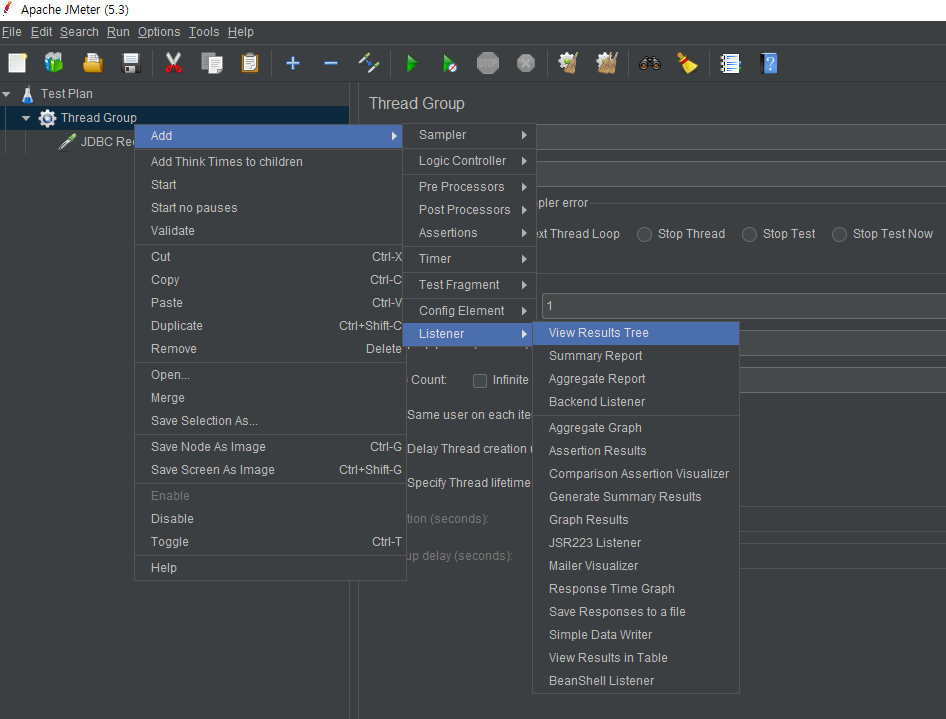 Apache JMeter (5.3)
File Edit Search Run Options Tools Help
STOP
Test Plan
Thread Group
JDBC Re
Thread Group
Add
Add Think Times to children
Start
Start no pauses
Validate
Cut Ctrl-X
Copy Ctrl-C
Paste Ctrl-V
Duplicate Ctrl+Shift-C
Remove Delete
Open...
Merge
Save Selection As...
Save Node As Image Ctrl-G
Save Screen As Image Ctrl+Shift-G
Enable
Disable
Toggle Ctrl-T
Help
Sampler
Logic Controller
Pre Processors
Post Processors
Assertions
Timer
Test Fragment
Config Element
Listener
View Results Tree
Summary Report
Aggregate Report
Backend Listener
Aggregate Graph
Assertion Results
Comparison Assertion Visualizer
Generate Summary Results
Graph Results
JSR223 Listener
Mailer Visualizer
Response Time Graph
Save Responses to a file
Simple Data Writer
View Results in Table
BeanShell Listener
pler error
ext Thread Loop Stop Thread Stop Test Stop Test Now
1
Count: Infinite
Same user on each ite
Delay Thread creation
Specify Thread lifetime
tion (seconds):
up delay (seconds):